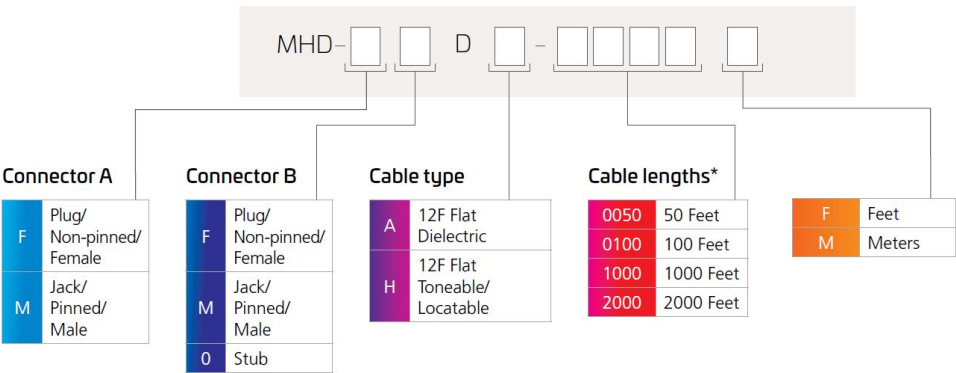 MHD- D -
Connector A
F Plug/
Non-pinned/
Female
M Jack/
Pinned/
Male
Connector B
F Plug/
Non-pinned/
Female
M Jack/
Pinned/
Male
0 Stub
Cable type
A 12F Flat
Dielectric
H 12F Flat
Toneable/
Locatable
Cable lengths*
0050 50 Feet
0100 100 Feet
1000 1000 Feet
2000 2000 Feet
F Feet
M Meters